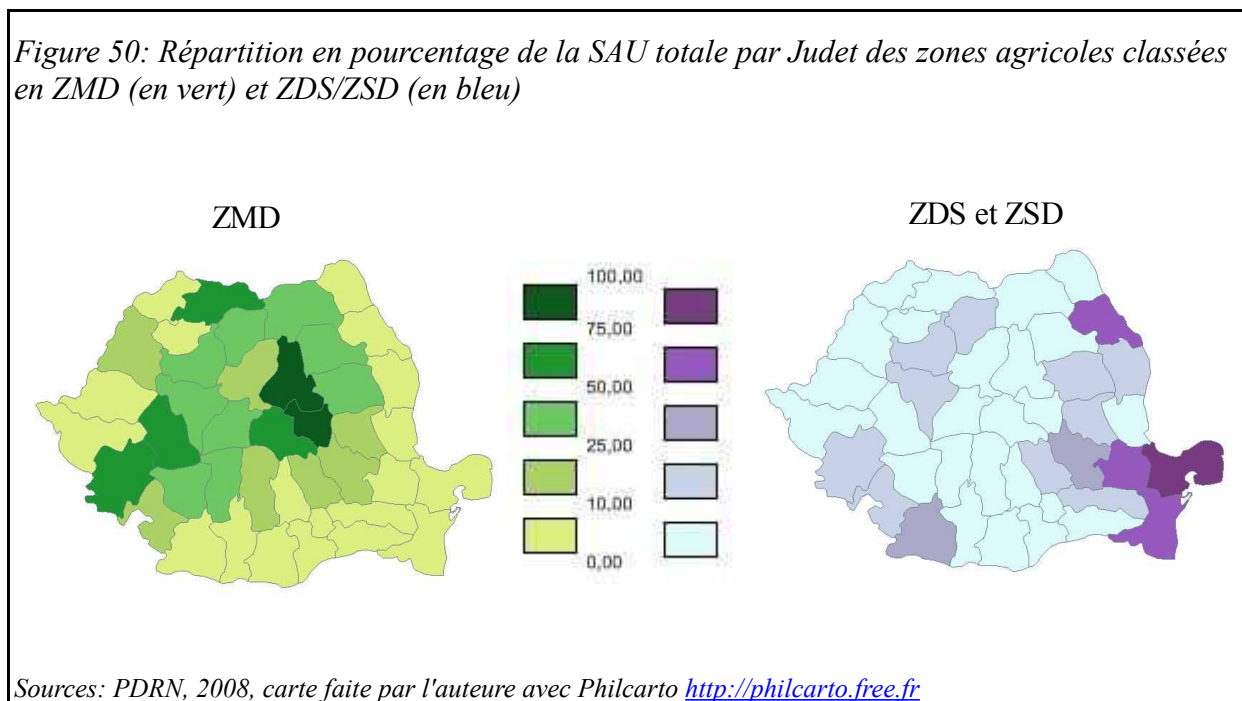 Figure 50: Répartition en pourcentage de la SAU totale par Judet des zones agricoles classées
en ZMD (en vert) et ZDS/ZSD (en bleu)
ZMD
ZDS et ZSD
100,00
75,00
50,00
25,00
10,00
0,00
Sources: PDRN, 2008, carte faite par l'auteure avec Philcarto http://philcarto.free.fr